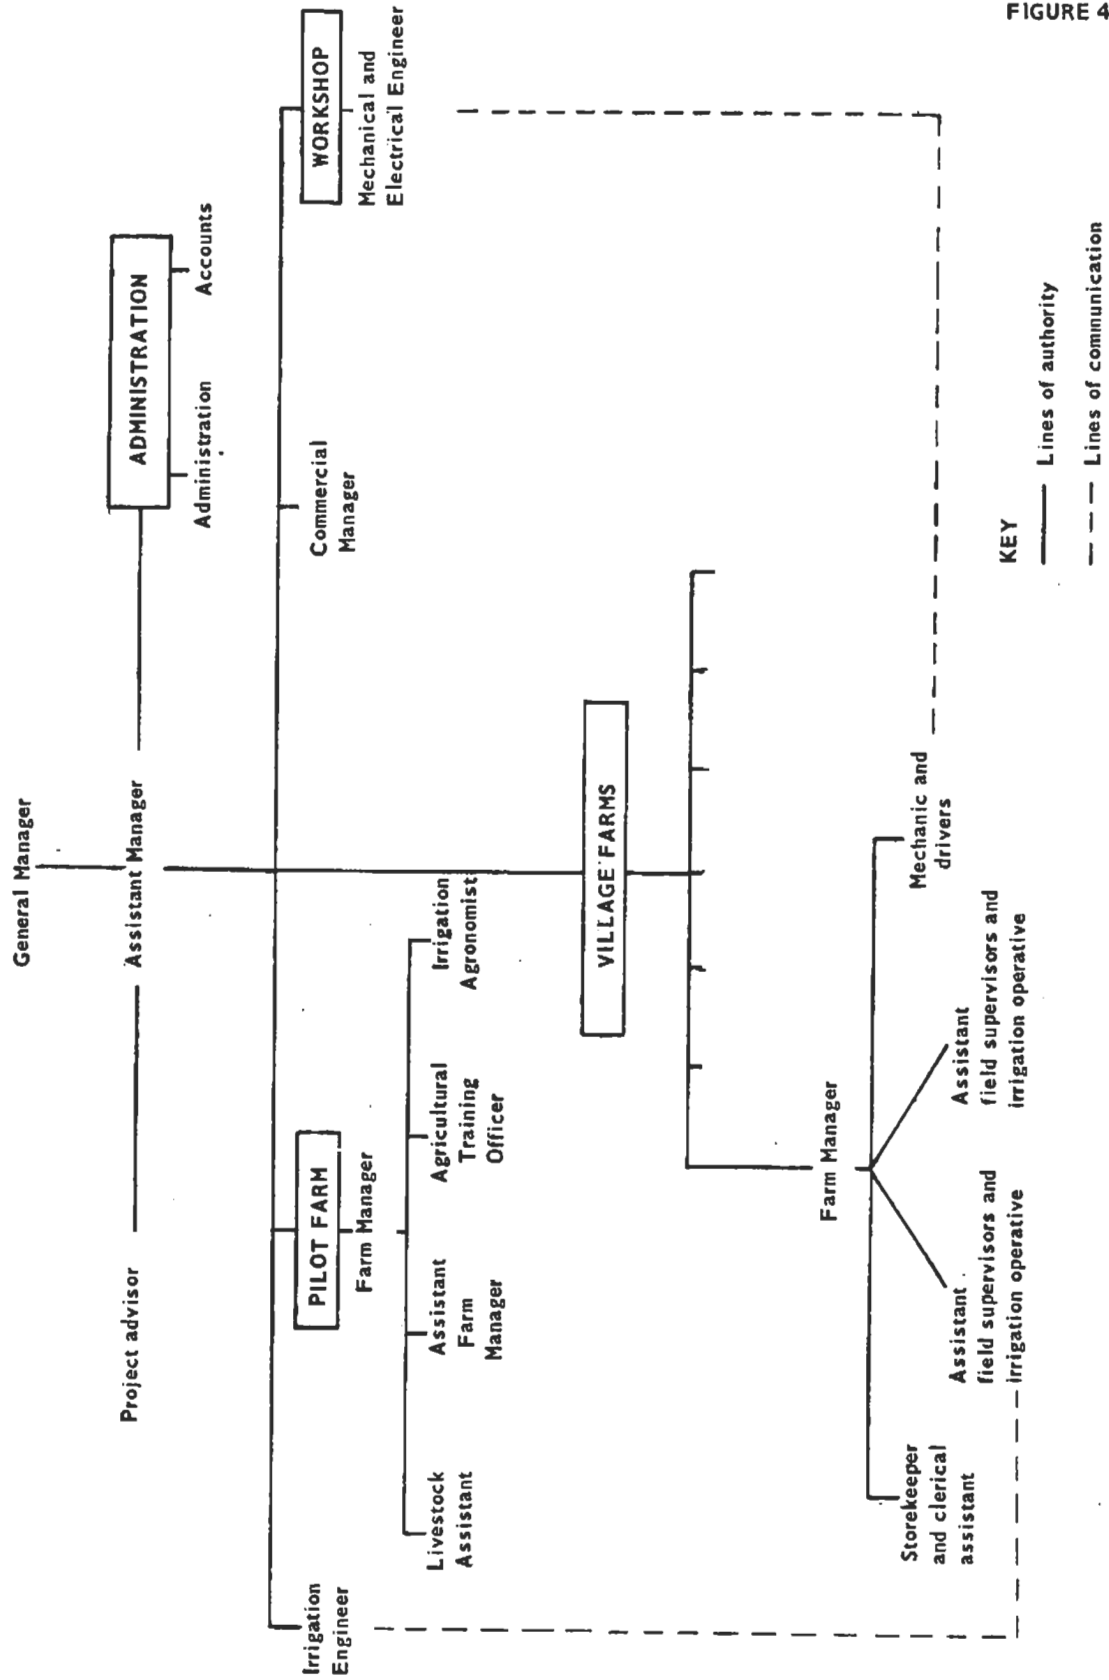 FIGURE 4
General Manager
Project advisor
Assistant Manager
ADMINISTRATION
Administration
Accounts
Irrigation
Engineer
PILOT FARM
Farm Manager
Livestock
Assistant
Assistant
Farm
Manager
Agricultural
Training
Officer
Irrigation
Agronomist
Commercial
Manager
WORKSHOP
Mechanical and
Electrical Engineer
VILLAGE FARMS
Farm Manager
Storekeeper
and clerical
assistant
Assistant
field supervisors and
irrigation operative
Assistant
field supervisors and
irrigation operative
Mechanic and
drivers
KEY
Lines of authority
Lines of communication